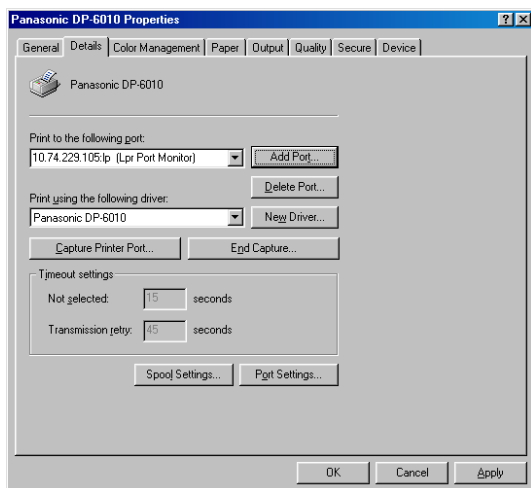 Panasonic DP-6010 Properties
General Details Color Management Paper Output Quality Secure Device
Panasonic DP-6010
Print to the following port:
10.74.229.105:lp (Lpr Port Monitor) Add Port...
Delete Port...
Print using the following driver:
Panasonic DP-6010 New Driver...
Capture Printer Port... End Capture...
Timeout settings
Not selected: 15 seconds
Transmission retry: 45 seconds
Spool Settings... Port Settings...
OK Cancel Apply